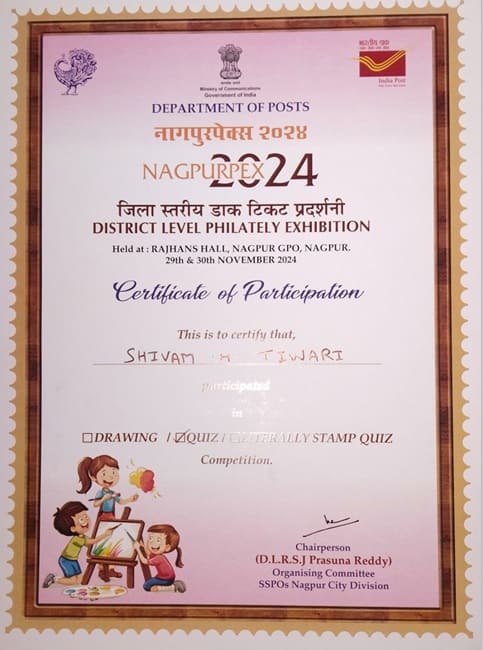 भारतीय डाक
India Post
Ministry of Communications
Government of India
DEPARTMENT OF POSTS
नागपुरपेक्स २०२४
NAGPURPEX 2024
जिला स्तरीय डाक टिकट प्रदर्शनी
DISTRICT LEVEL PHILATELY EXHIBITION
Held at : RAJHANS HALL, NAGPUR GPO, NAGPUR.
29th & 30th NOVEMBER 2024
Certificate of Participation
This is to certify that,
SHIVAM TIWARI
participated
in
DRAWING / QUIZ / STAMP QUIZ
Competition.
Chairperson
(D.L.R.S.J Prasuna Reddy)
Organising Committee
SSPOs Nagpur City Division